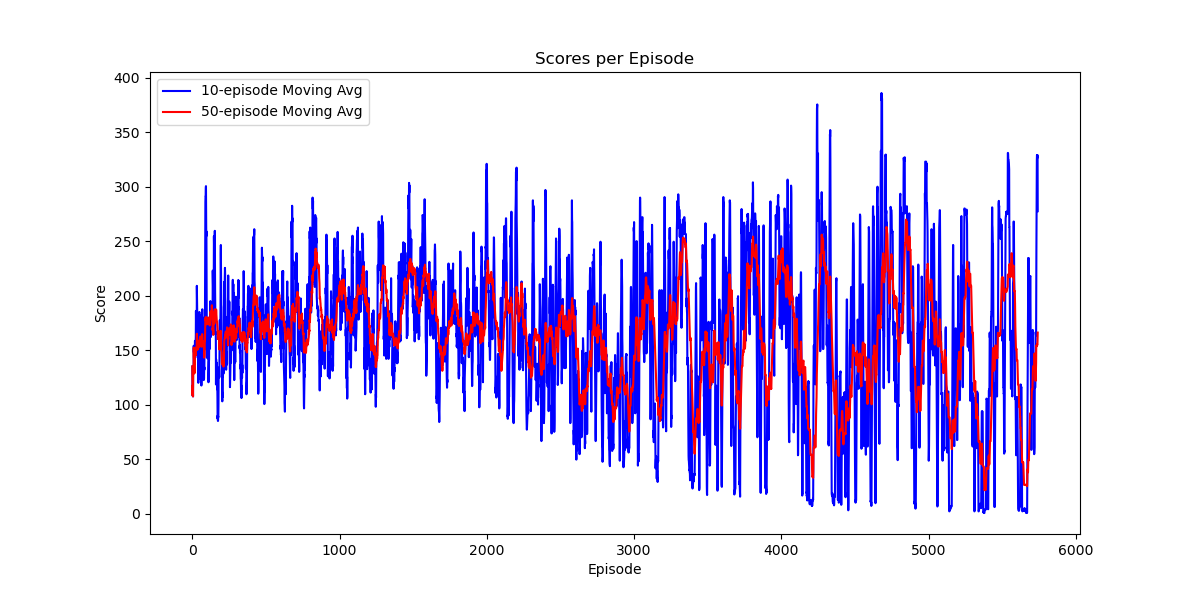 Scores per Episode
10-episode Moving Avg
50-episode Moving Avg
Score
400
350
300
250
200
150
100
50
0
0 1000 2000 3000 4000 5000 6000
Episode